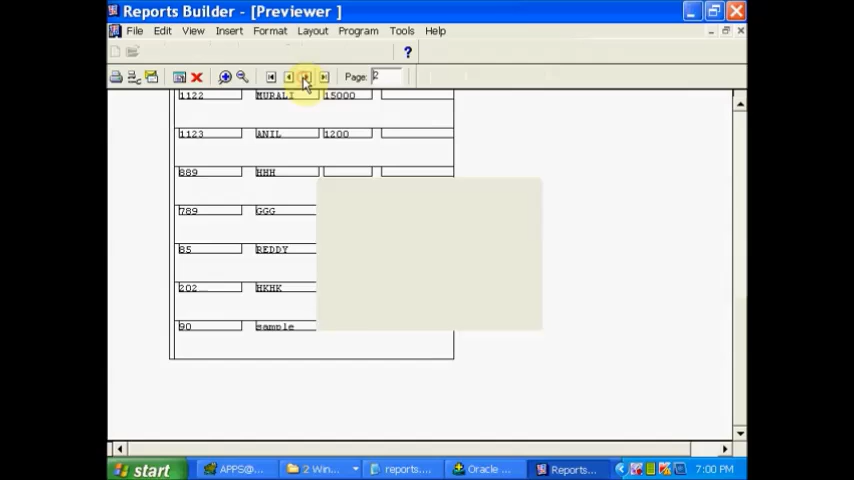 Reports Builder - [Previewer ]
File Edit View Insert Format Layout Program Tools Help
?
Page: 2
1122 MURALI 15000
1123 ANIL 1200
889 HHH
789 GGG
85 REDDY
202 HKHK
90 sample
start APPS@... 2 Win... reports.... Oracle ... Reports... 7:00 PM